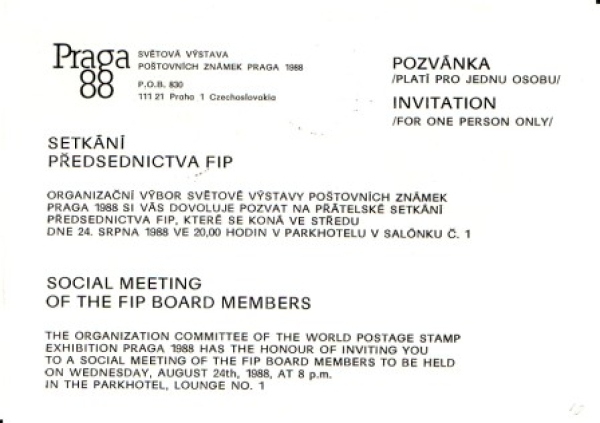 Praga 88
SVĚTOVÁ VÝSTAVA
POŠTOVNÍCH ZNÁMEK PRAGA 1988
P.O.B. 830
111 21 Praha 1 Czechoslovakia
POZVÁNKA
/PLATÍ PRO JEDNU OSOBU/
INVITATION
/FOR ONE PERSON ONLY/
SETKÁNÍ
PŘEDSEDNICTVA FIP
ORGANIZAČNÍ VÝBOR SVĚTOVÉ VÝSTAVY POŠTOVNÍCH ZNÁMEK
PRAGA 1988 SI VÁS DOVOLUJE POZVAT NA PŘÁTELSKÉ SETKÁNÍ
PŘEDSEDNICTVA FIP, KTERÉ SE KONÁ VE STŘEDU
DNE 24. SRPNA 1988 VE 20,00 HODIN V PARKHOTELU V SALÓNKU Č. 1
SOCIAL MEETING
OF THE FIP BOARD MEMBERS
THE ORGANIZATION COMMITTEE OF THE WORLD POSTAGE STAMP
EXHIBITION PRAGA 1988 HAS THE HONOUR OF INVITING YOU
TO A SOCIAL MEETING OF THE FIP BOARD MEMBERS TO BE HELD
ON WEDNESDAY, AUGUST 24th, 1988, AT 8 p.m.
IN THE PARKHOTEL, LOUNGE NO. 1